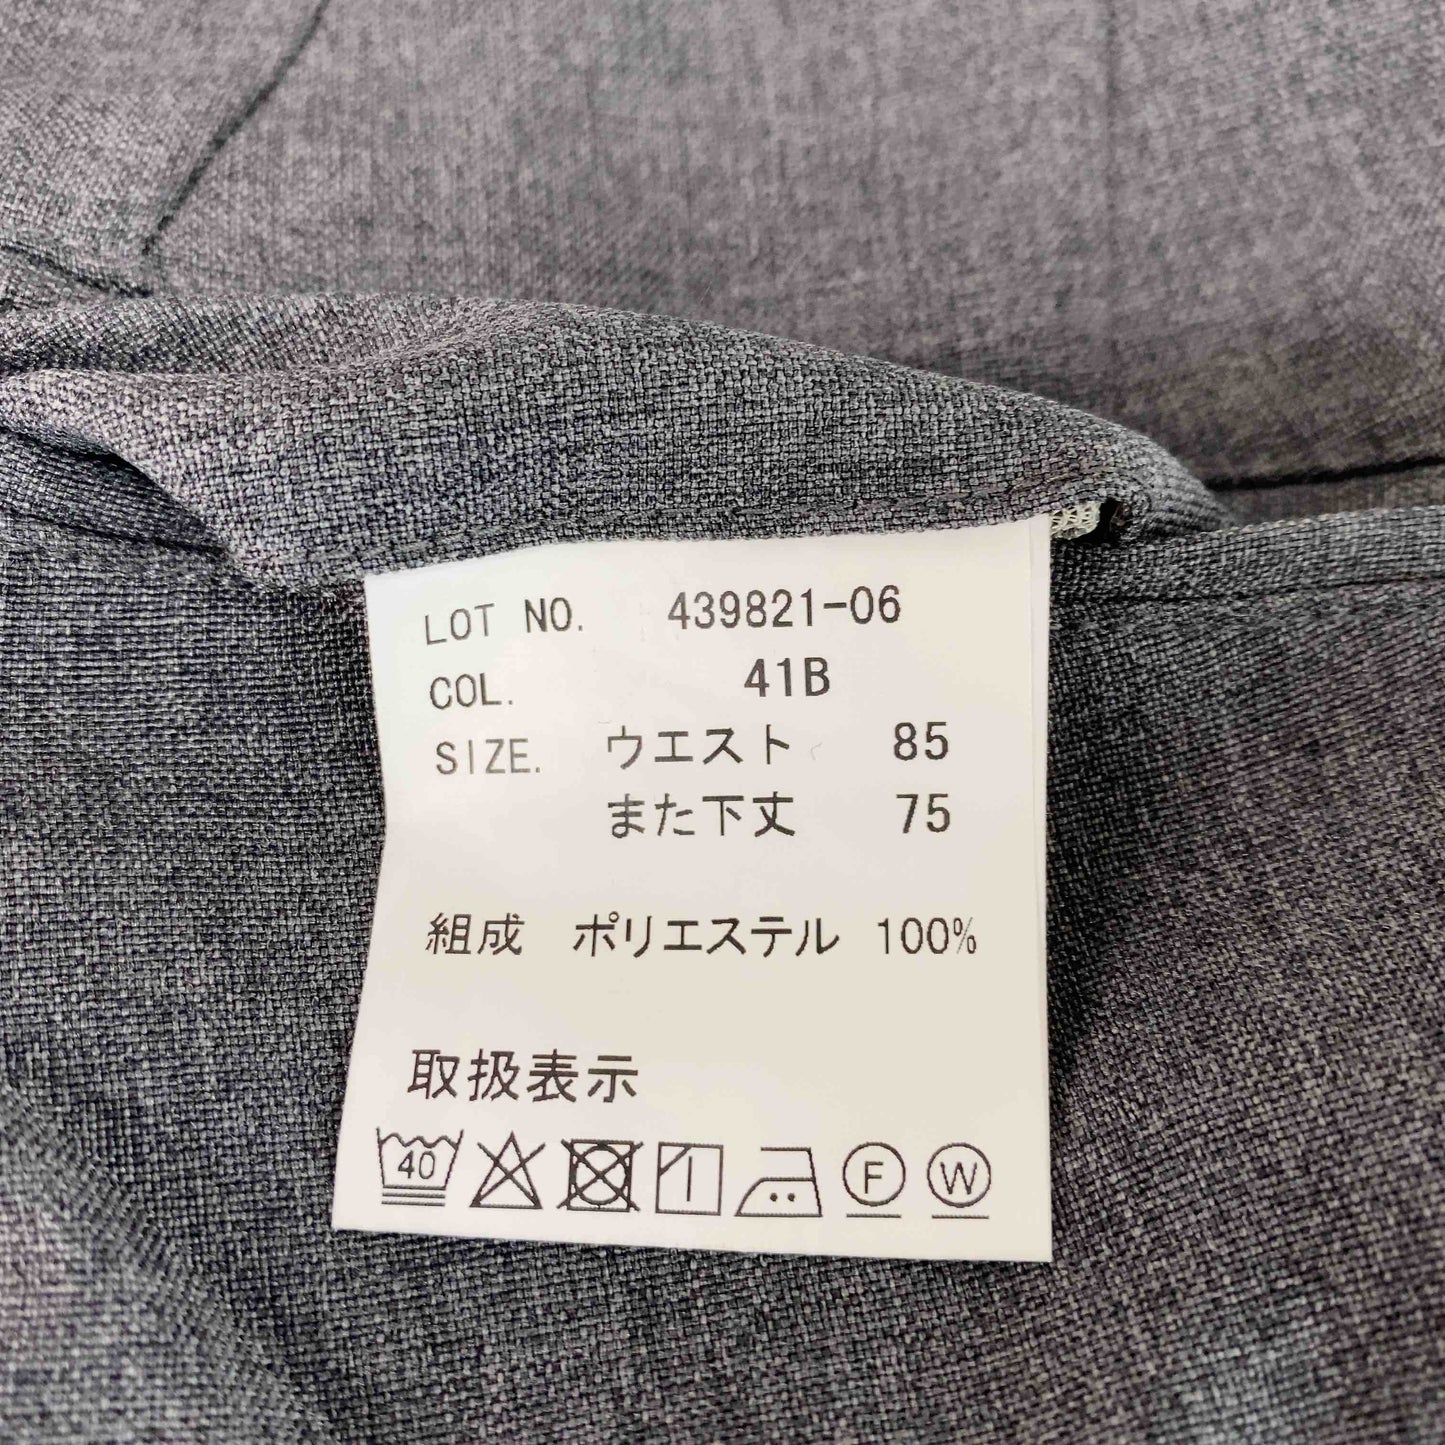 LOT NO. 439821-06
COL. 41B
SIZE. ウエスト 85
また下丈 75
組成 ポリエステル 100%
取扱表示
40 F W